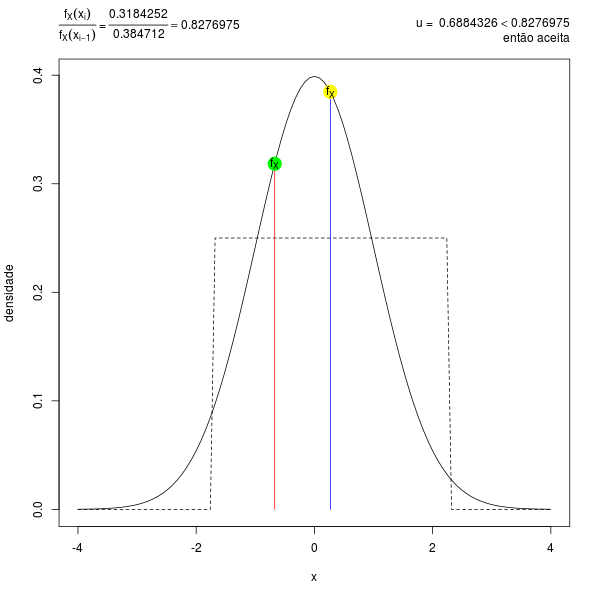 fX(xi) / fX(xi−1) = 0.3184252 / 0.384712 = 0.8276975
u = 0.6884326 < 0.8276975
então aceita
fX
fX
densidade
0.4
0.3
0.2
0.1
0.0
-4 -2 0 2 4
x